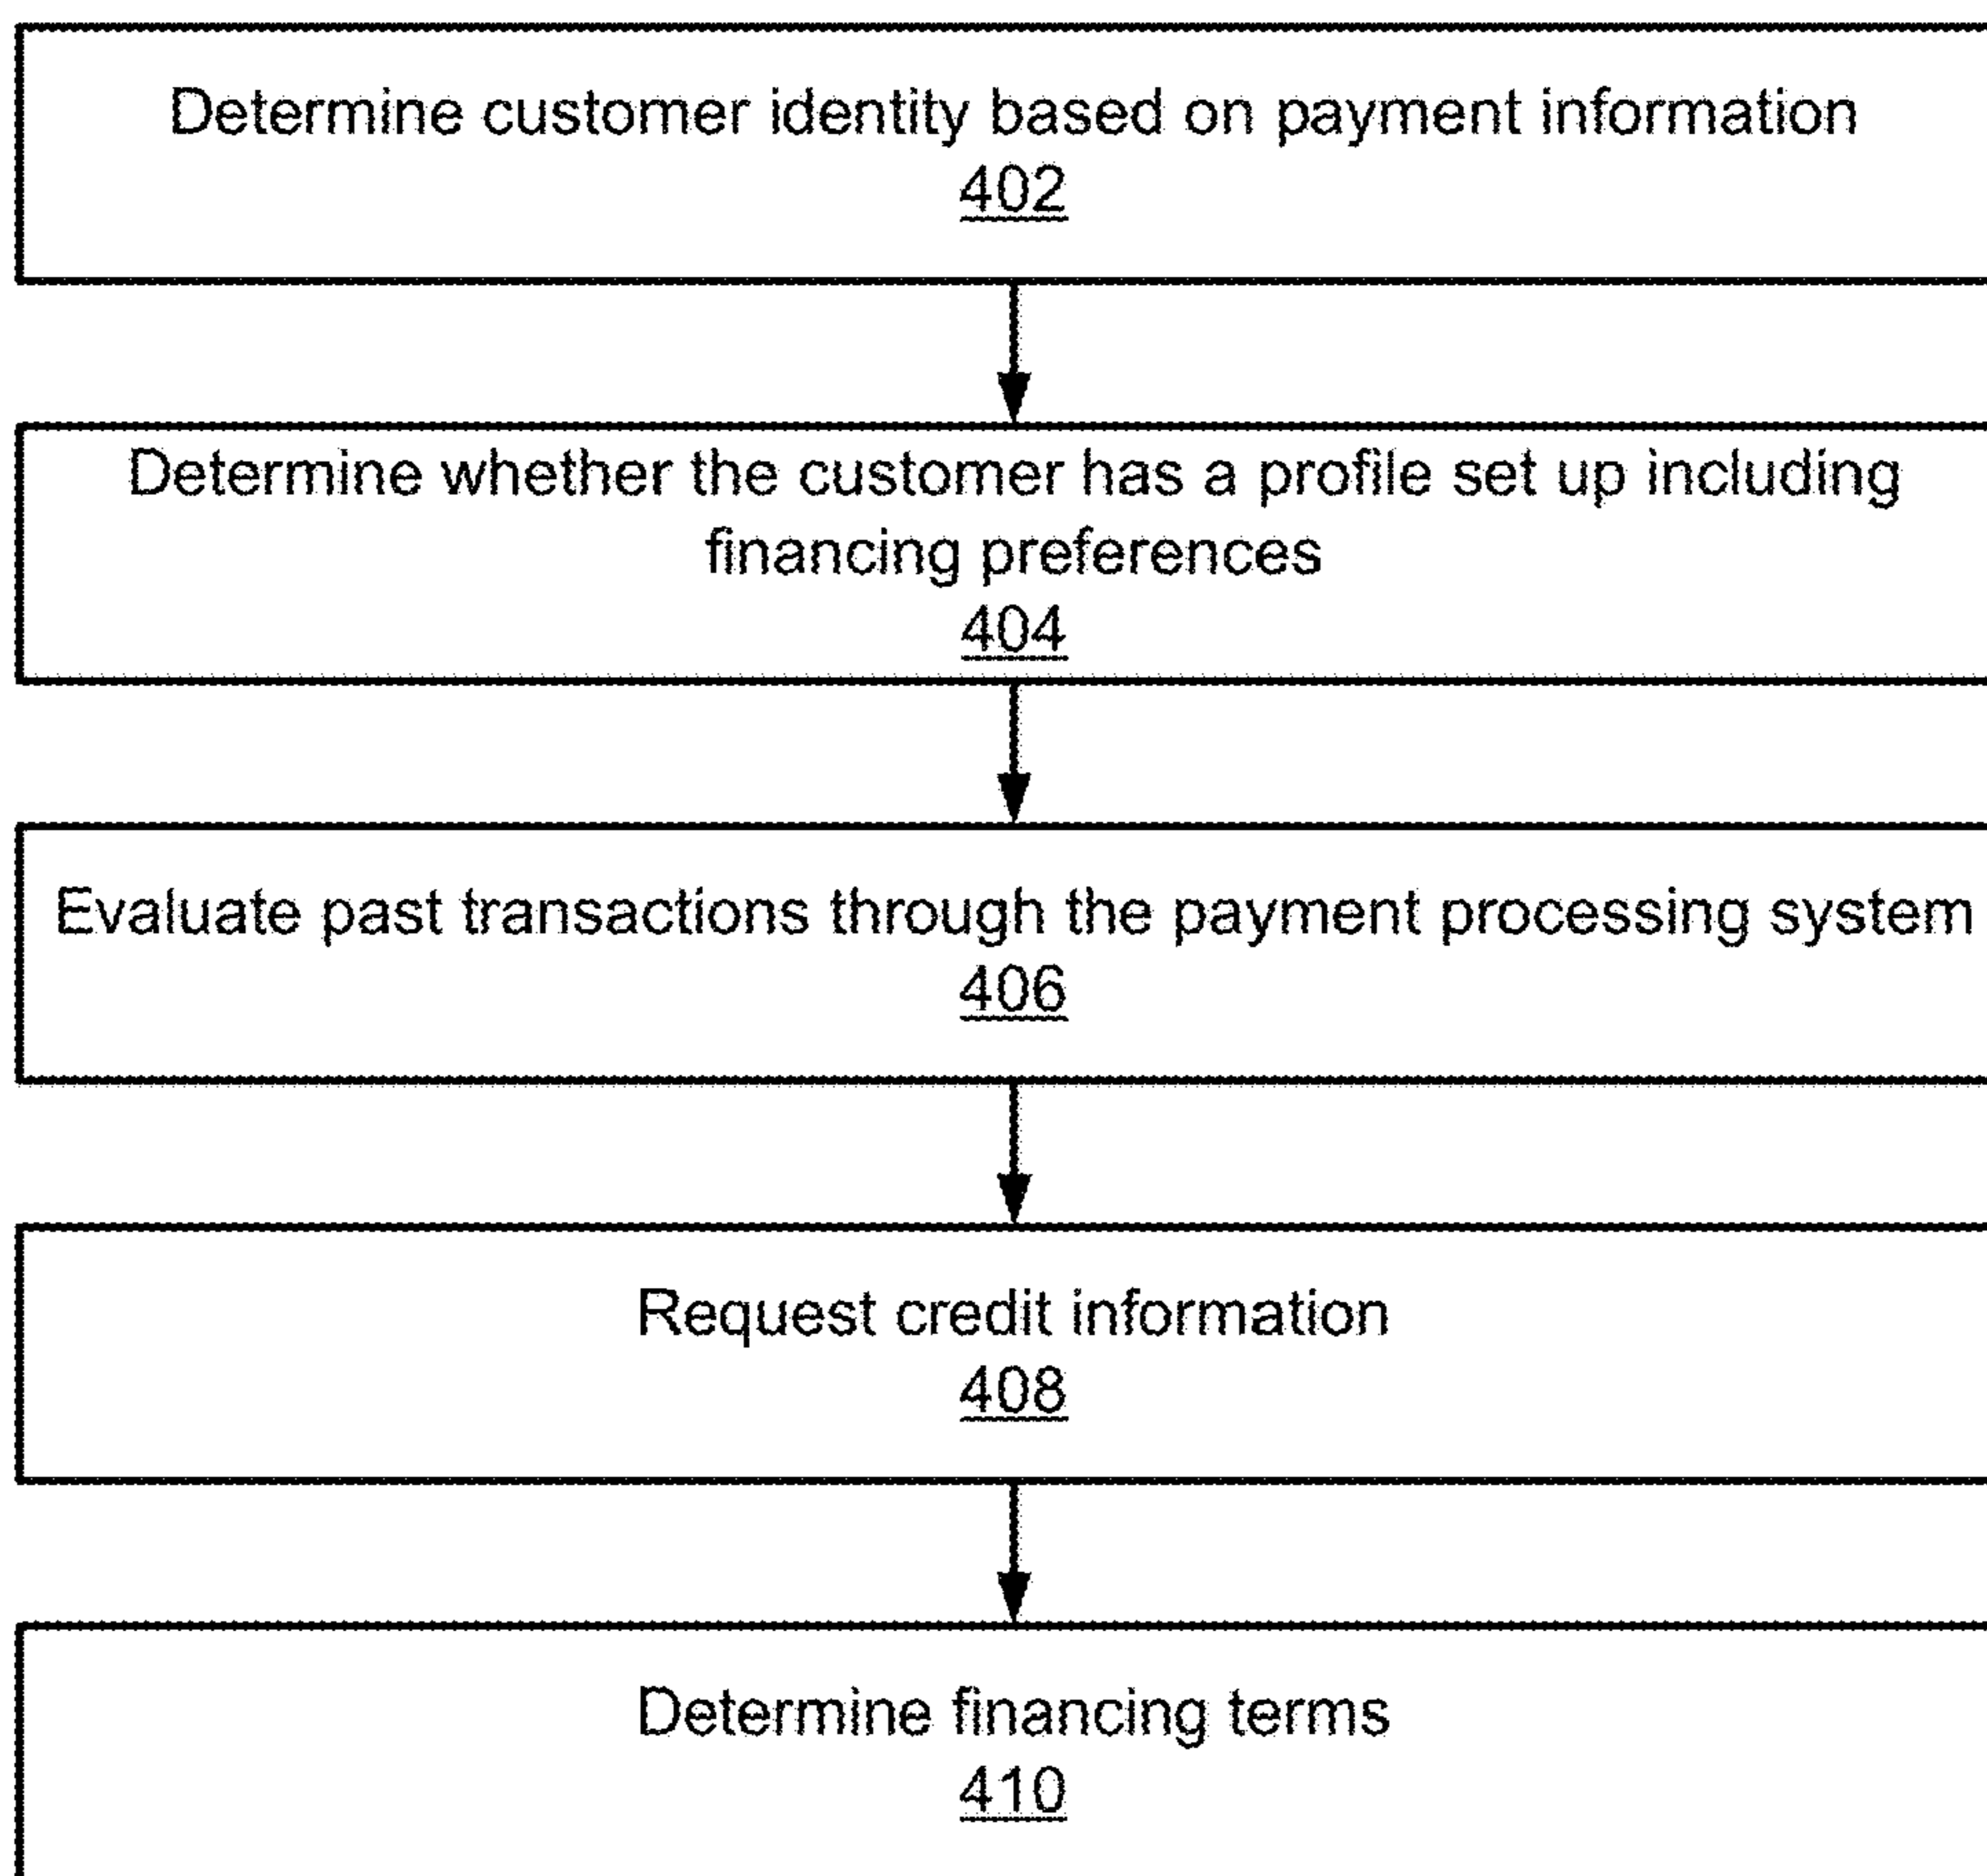 Determine customer identity based on payment information
402
Determine whether the customer has a profile set up including
financing preferences
404
Evaluate past transactions through the payment processing system
406
Request credit information
408
Determine financing terms
410